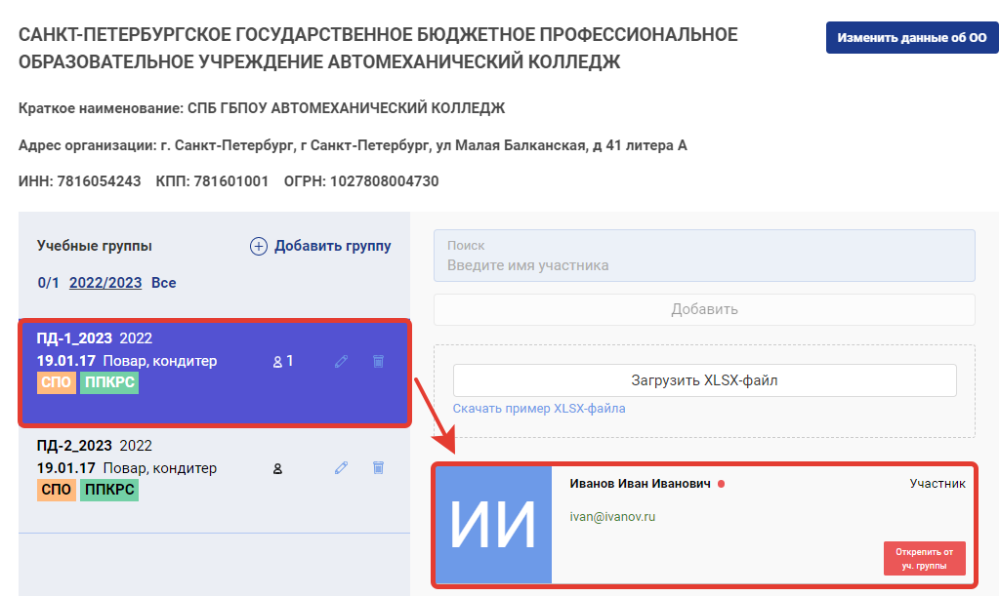 САНКТ-ПЕТЕРБУРГСКОЕ ГОСУДАРСТВЕННОЕ БЮДЖЕТНОЕ ПРОФЕССИОНАЛЬНОЕ
ОБРАЗОВАТЕЛЬНОЕ УЧРЕЖДЕНИЕ АВТОМЕХАНИЧЕСКИЙ КОЛЛЕДЖ
Изменить данные об ОО
Краткое наименование: СПБ ГБПОУ АВТОМЕХАНИЧЕСКИЙ КОЛЛЕДЖ
Адрес организации: г. Санкт-Петербург, г Санкт-Петербург, ул Малая Балканская, д 41 литера А
ИНН: 7816054243 КПП: 781601001 ОГРН: 1027808004730
Учебные группы
Добавить группу
0/1 2022/2023 Все
ПД-1_2023 2022
19.01.17 Повар, кондитер 1
СПО ППКРС
ПД-2_2023 2022
19.01.17 Повар, кондитер
СПО ППКРС
Поиск
Введите имя участника
Добавить
Загрузить XLSX-файл
Скачать пример XLSX-файла
ИИ
Иванов Иван Иванович
Участник
ivan@ivanov.ru
Открепить от
уч. группы